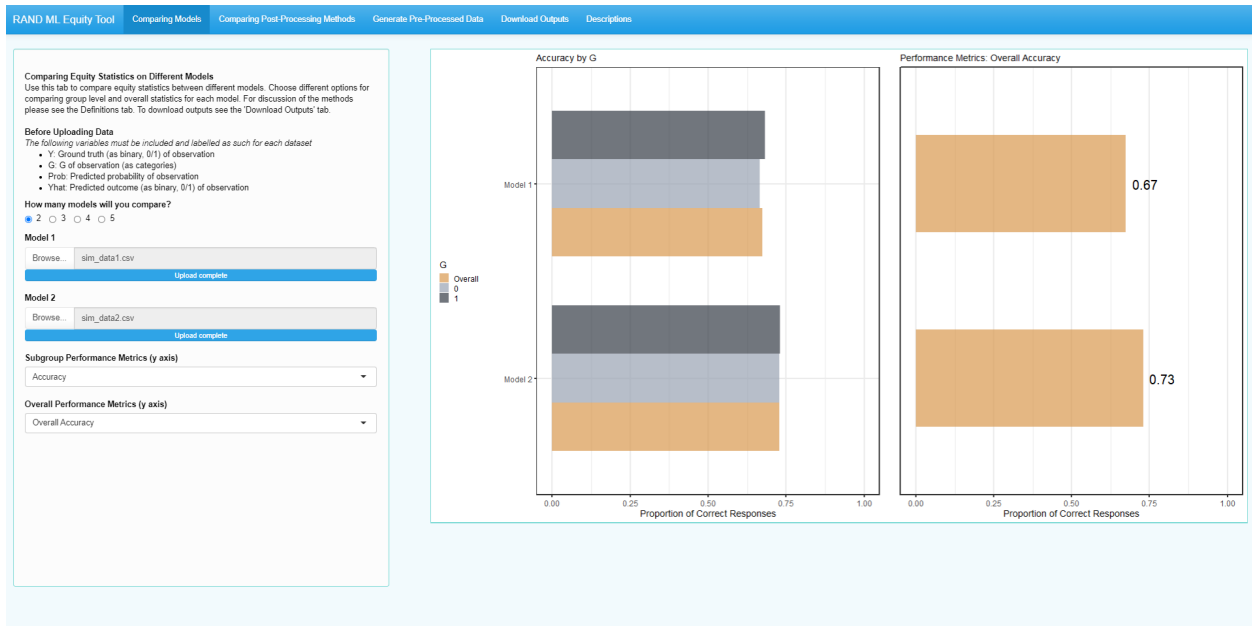 RAND ML Equity Tool
Comparing Models
Comparing Post-Processing Methods
Generate Pre-Processed Data
Download Outputs
Descriptions
Comparing Equity Statistics on Different Models
Use this tab to compare equity statistics between different models. Choose different options for
comparing group level and overall statistics for each model. For discussion of the methods
please see the Definitions tab. To download outputs see the 'Download Outputs' tab.
Before Uploading Data
The following variables must be included and labelled as such for each dataset
• Y: Ground truth (as binary, 0/1) of observation
• G: G of observation (as categories)
• Prob: Predicted probability of observation
• Yhat: Predicted outcome (as binary, 0/1) of observation
How many models will you compare?
2 3 4 5
Model 1
Browse... sim_data1.csv
Upload complete
Model 2
Browse... sim_data2.csv
Upload complete
Subgroup Performance Metrics (y axis)
Accuracy
Overall Performance Metrics (y axis)
Overall Accuracy
G
Overall
0
1
Accuracy by G
Model 1
Model 2
0.00 0.25 0.50 0.75 1.00
Proportion of Correct Responses
Performance Metrics: Overall Accuracy
0.67
0.73
0.00 0.25 0.50 0.75 1.00
Proportion of Correct Responses